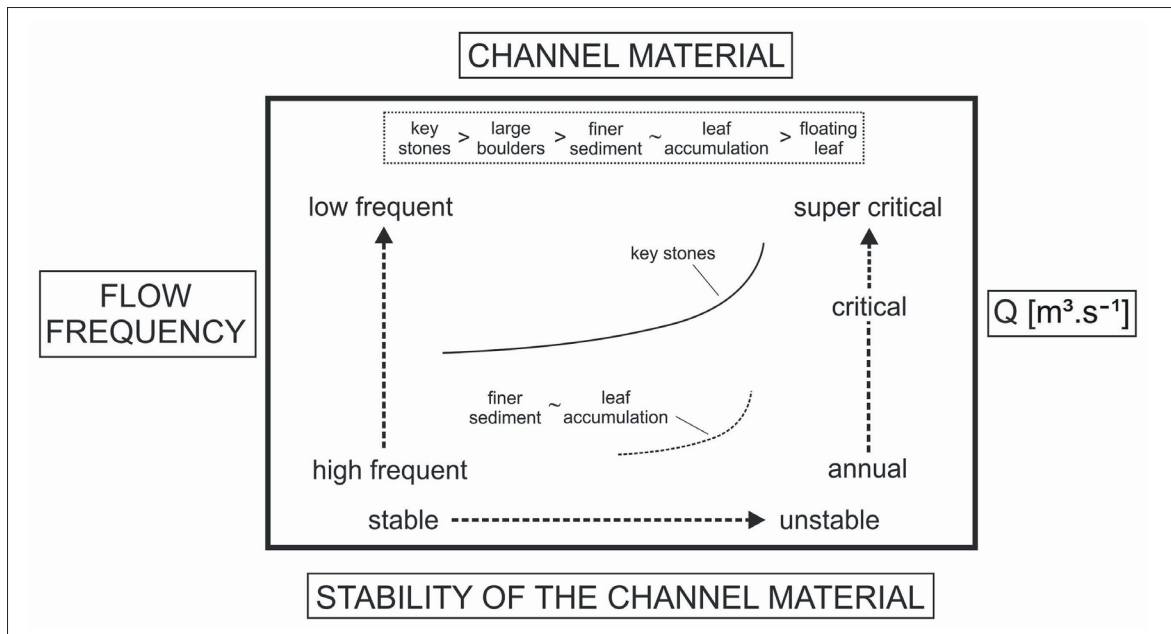 CHANNEL MATERIAL
key stones > large boulders > finer sediment ~ leaf accumulation > floating leaf
low frequent
super critical
key stones
FLOW
FREQUENCY
critical
Q [m³.s⁻¹]
finer sediment ~ leaf accumulation
high frequent
annual
stable
unstable
STABILITY OF THE CHANNEL MATERIAL